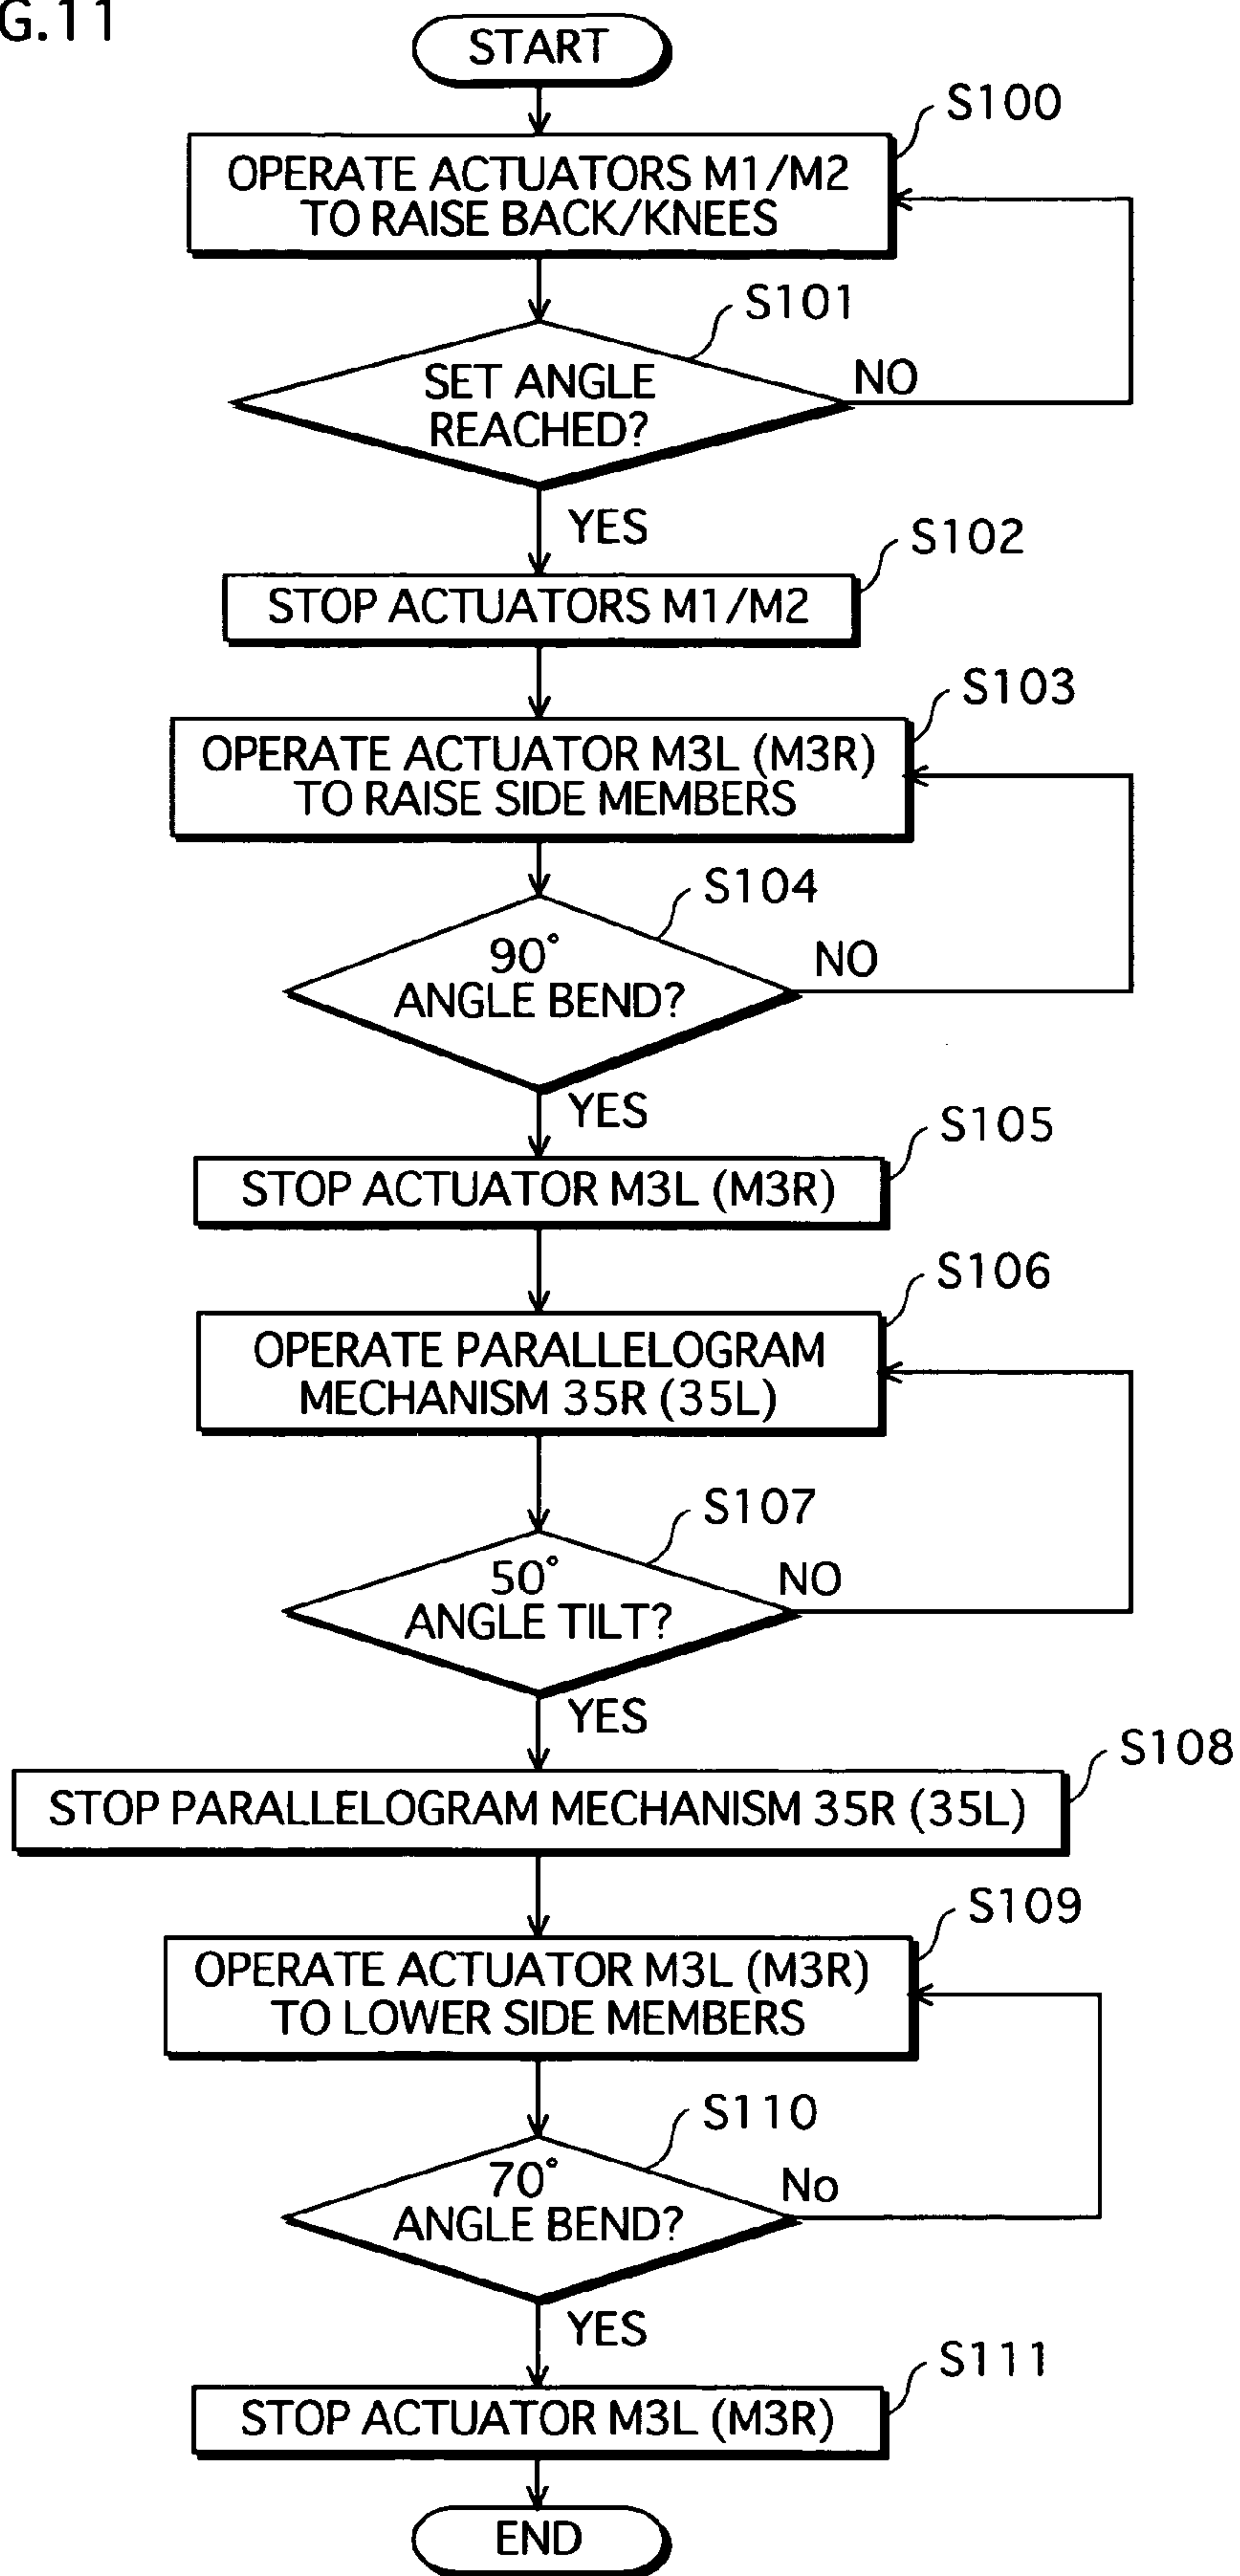 G.11
START
S100
OPERATE ACTUATORS M1/M2
TO RAISE BACK/KNEES
S101
SET ANGLE
REACHED?
NO
YES
S102
STOP ACTUATORS M1/M2
S103
OPERATE ACTUATOR M3L (M3R)
TO RAISE SIDE MEMBERS
S104
90°
ANGLE BEND?
NO
YES
S105
STOP ACTUATOR M3L (M3R)
S106
OPERATE PARALLELOGRAM
MECHANISM 35R (35L)
S107
50°
ANGLE TILT?
NO
YES
S108
STOP PARALLELOGRAM MECHANISM 35R (35L)
S109
OPERATE ACTUATOR M3L (M3R)
TO LOWER SIDE MEMBERS
S110
70°
ANGLE BEND?
No
YES
S111
STOP ACTUATOR M3L (M3R)
END